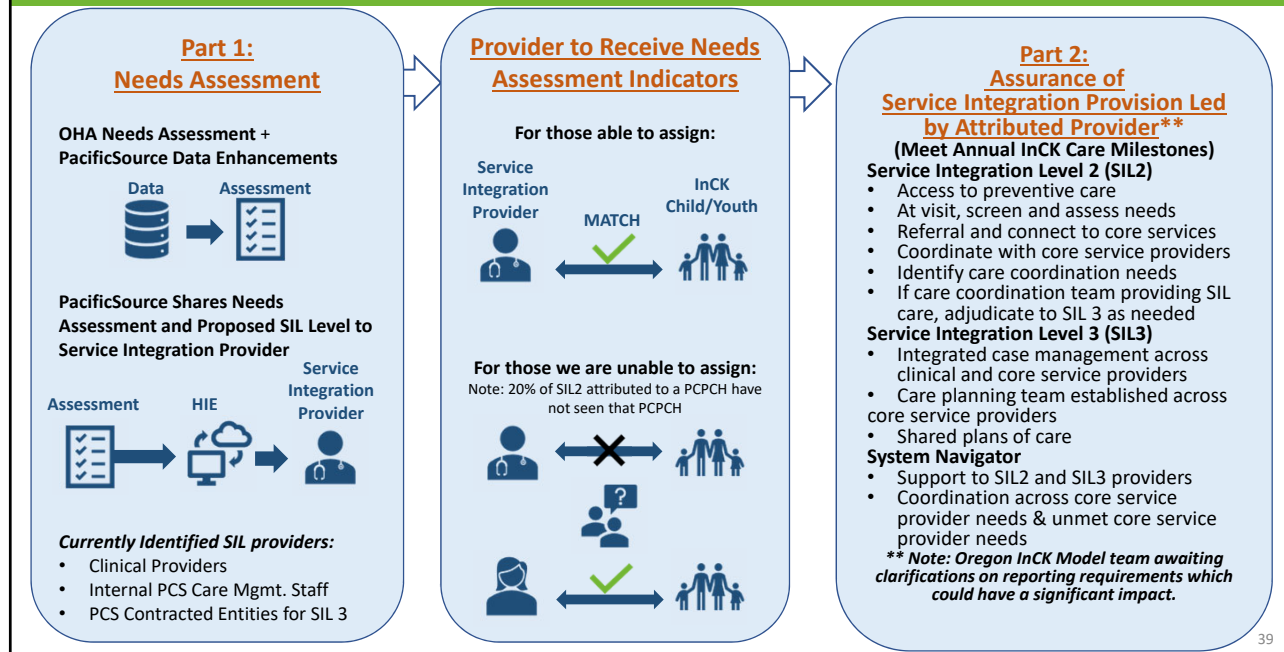 Part 1:
Needs Assessment
OHA Needs Assessment +
PacificSource Data Enhancements
Data
Assessment
PacificSource Shares Needs
Assessment and Proposed SIL Level to
Service Integration Provider
Assessment
HIE
Service
Integration
Provider
Currently Identified SIL providers:
• Clinical Providers
• Internal PCS Care Mgmt. Staff
• PCS Contracted Entities for SIL 3
Provider to Receive Needs
Assessment Indicators
For those able to assign:
Service
Integration
Provider
MATCH
InCK
Child/Youth
For those we are unable to assign:
Note: 20% of SIL2 attributed to a PCPCH have
not seen that PCPCH
?
Part 2:
Assurance of
Service Integration Provision Led
by Attributed Provider**
(Meet Annual InCK Care Milestones)
Service Integration Level 2 (SIL2)
• Access to preventive care
• At visit, screen and assess needs
• Referral and connect to core services
• Coordinate with core service providers
• Identify care coordination needs
• If care coordination team providing SIL
care, adjudicate to SIL 3 as needed
Service Integration Level 3 (SIL3)
• Integrated case management across
clinical and core service providers
• Care planning team established across
core service providers
• Shared plans of care
System Navigator
• Support to SIL2 and SIL3 providers
• Coordination across core service
provider needs & unmet core service
provider needs
** Note: Oregon InCK Model team awaiting
clarifications on reporting requirements which
could have a significant impact.
39